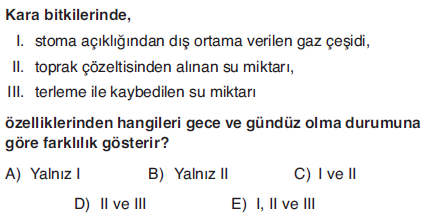 Kara bitkilerinde,
I. stoma açıklığından dış ortama verilen gaz çeşidi,
II. toprak çözeltisinden alınan su miktarı,
III. terleme ile kaybedilen su miktarı
özelliklerinden hangileri gece ve gündüz olma durumuna
göre farklılık gösterir?
A) Yalnız I B) Yalnız II C) I ve II
D) II ve III E) I, II ve III